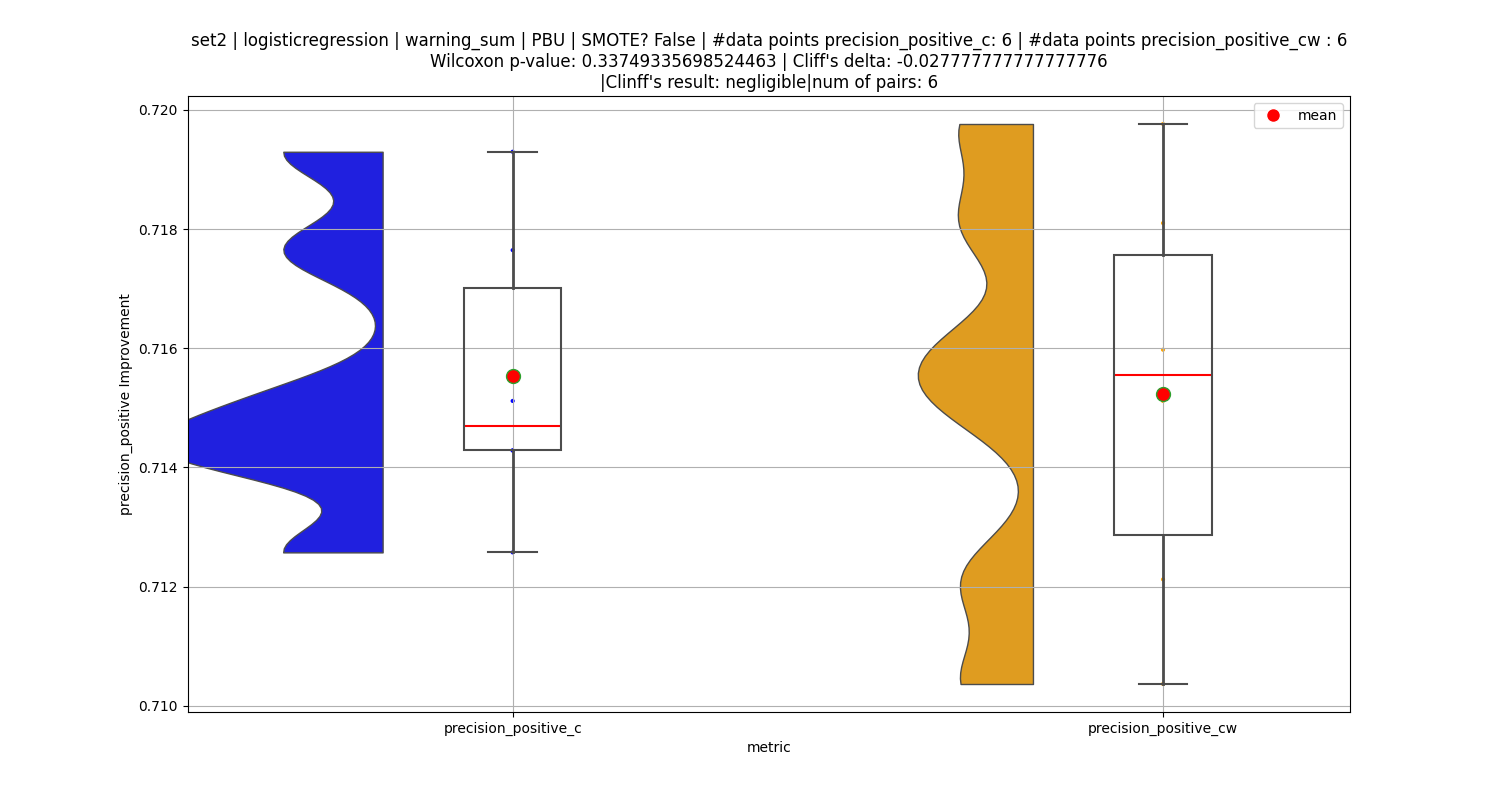 set2 | logisticregression | warning_sum | PBU | SMOTE? False | #data points precision_positive_c: 6 | #data points precision_positive_cw : 6
Wilcoxon p-value: 0.33749335698524463 | Cliff's delta: -0.027777777777777776
|Clinff's result: negligible|num of pairs: 6
mean
0.720
0.718
0.716
0.714
0.712
0.710
precision_positive Improvement
precision_positive_c
precision_positive_cw
metric